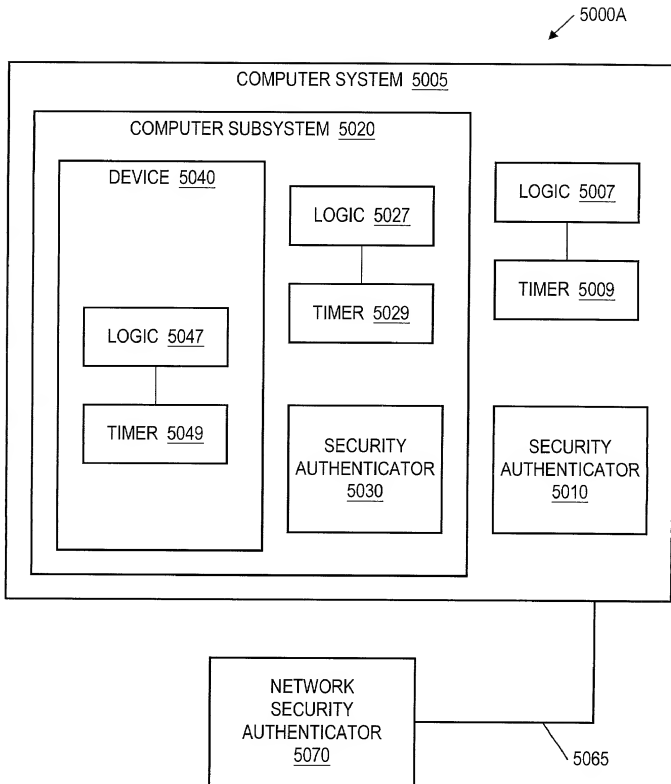 5000A
COMPUTER SYSTEM 5005
COMPUTER SUBSYSTEM 5020
DEVICE 5040
LOGIC 5047
TIMER 5049
LOGIC 5027
TIMER 5029
SECURITY
AUTHENTICATOR
5030
LOGIC 5007
TIMER 5009
SECURITY
AUTHENTICATOR
5010
NETWORK
SECURITY
AUTHENTICATOR
5070
5065